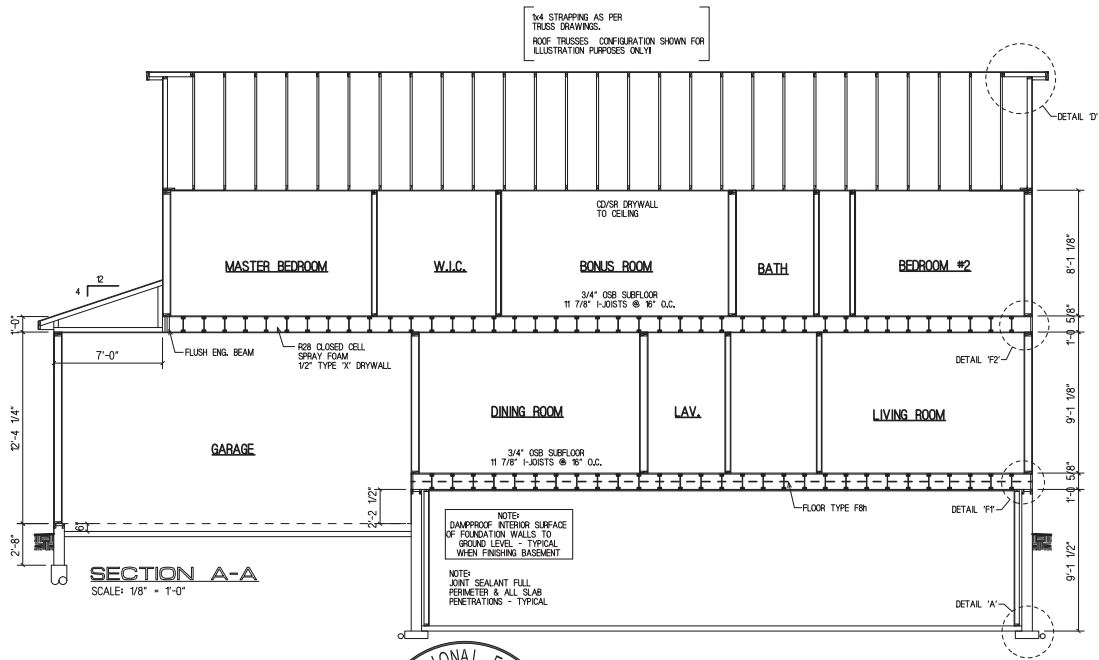 1x4 STRAPPING AS PER
TRUSS DRAWINGS.
ROOF TRUSSES CONFIGURATION SHOWN FOR
ILLUSTRATION PURPOSES ONLY!
DETAIL 'D'
CD/SR DRYWALL
TO CEILING
MASTER BEDROOM
W.I.C.
BONUS ROOM
BATH
BEDROOM #2
8'-1 1/8"
12
4
3/4" OSB SUBFLOOR
11 7/8" I-JOISTS @ 16" O.C.
1'-0 5/8"
FLUSH ENG. BEAM
R28 CLOSED CELL
SPRAY FOAM
1/2" TYPE 'X' DRYWALL
7'-0"
DETAIL 'F2'
DINING ROOM
LAV.
LIVING ROOM
9'-1 1/8"
12'-4 1/4"
GARAGE
3/4" OSB SUBFLOOR
11 7/8" I-JOISTS @ 16" O.C.
1'-0 5/8"
2'-2 1/2"
FLOOR TYPE F8h
DETAIL 'F1'
6"
2'-8"
NOTE:
DAMPPROOF INTERIOR SURFACE
OF FOUNDATION WALLS TO
GROUND LEVEL - TYPICAL
WHEN FINISHING BASEMENT
9'-1 1/2"
SECTION A-A
SCALE: 1/8" = 1'-0"
NOTE:
JOINT SEALANT FULL
PERIMETER & ALL SLAB
PENETRATIONS - TYPICAL
DETAIL 'A'